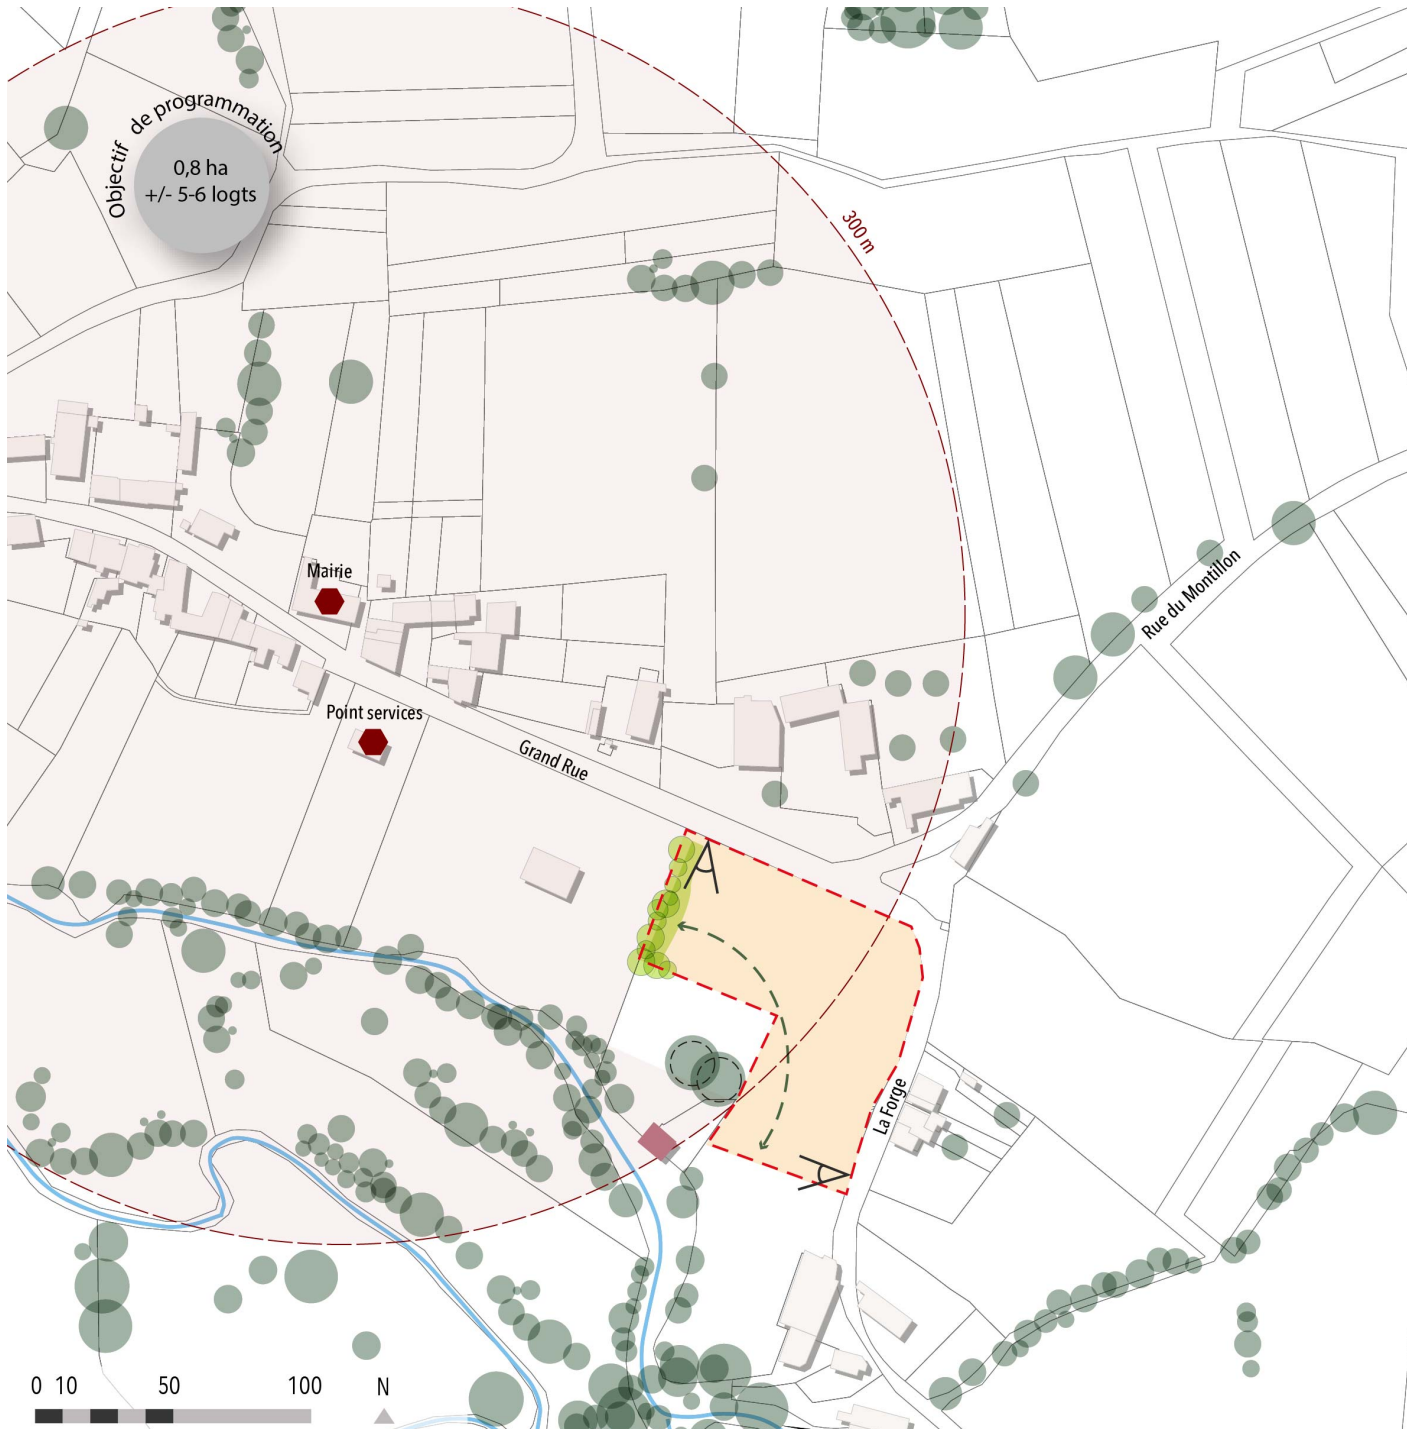 Objectif de programmation
0,8 ha
+/- 5-6 logts
300 m
Rue du Montillon
Mairie
Point services
Grand Rue
La Forge
0 10 50 100 N